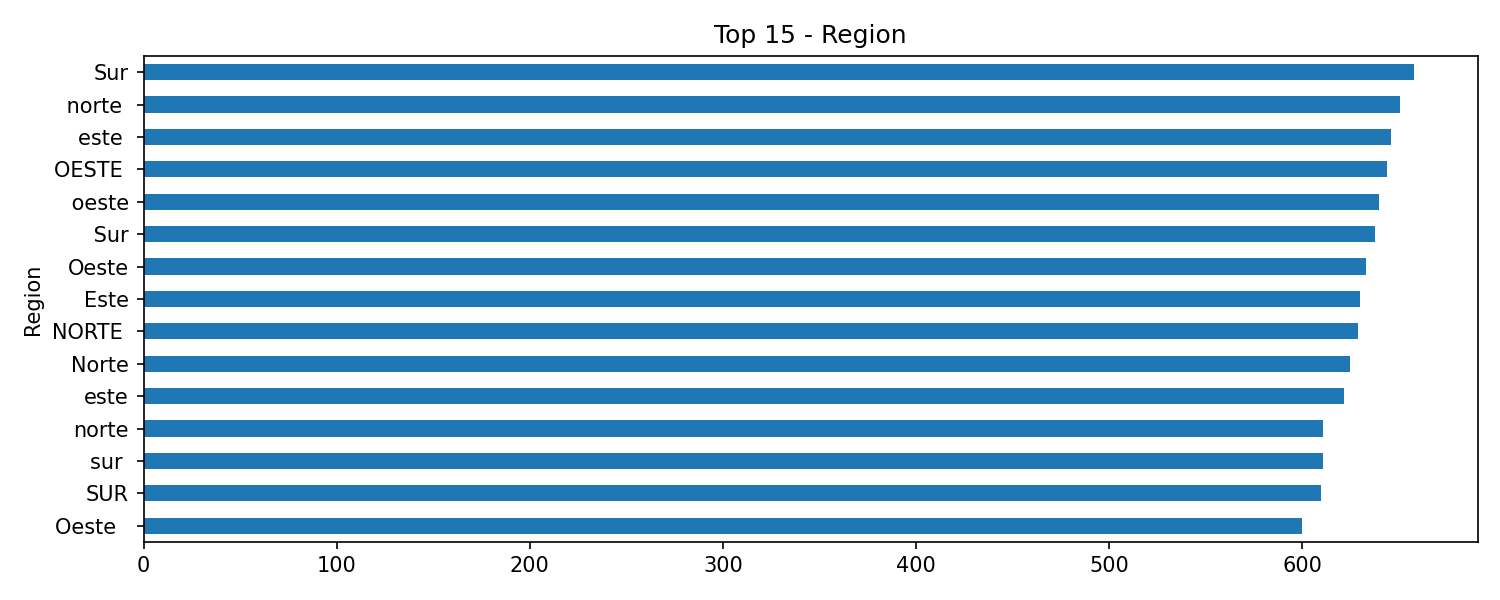 Top 15 - Region
Region
Sur
norte
este
OESTE
oeste
Sur
Oeste
Este
NORTE
Norte
este
norte
sur
SUR
Oeste
0 100 200 300 400 500 600